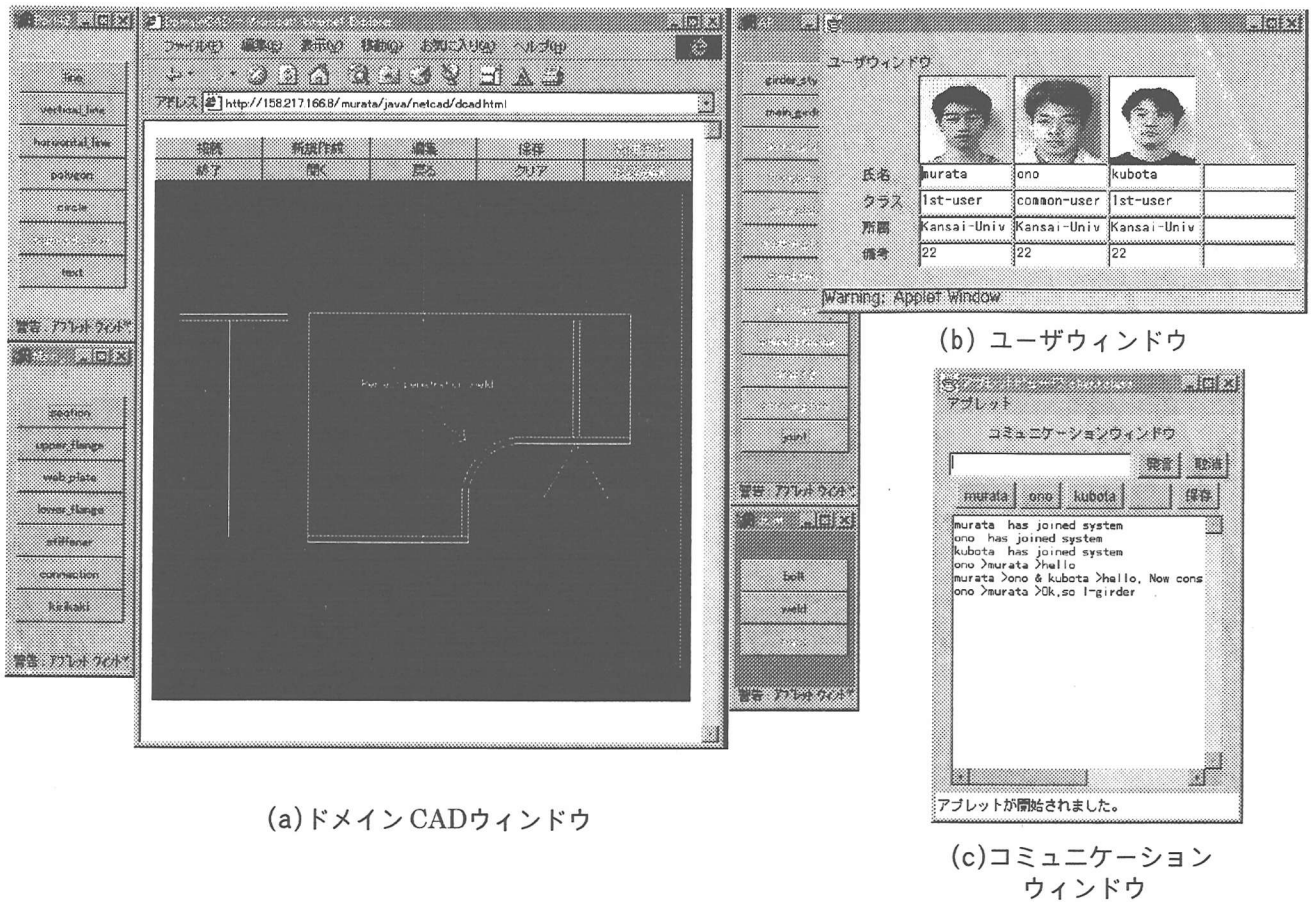 ファイル(F) 編集(E) 表示(V) 移動(G) お気に入り(A) ヘルプ(H)
アドレス http://158.217.166.8/murata/java/netcad/dcad.html
接続 新規作成 編集 保存
終了 開く 戻る クリア
line
vertical_line
horizontal_line
polygon
circle
text
警告 : アプレット ウィンドウ
section
upper_flange
web_plate
lower_flange
stiffener
connection
kirikaki
警告 : アプレット ウィンドウ
girder_sty
main_girde
joint
警告 : アプレット ウィンドウ
bolt
weld
警告 : アプレット ウィンドウ
(a)ドメインCADウィンドウ
ユーザウィンドウ
氏名 murata ono kubota
クラス 1st-user common-user 1st-user
所属 Kansai-Univ Kansai-Univ Kansai-Univ
備考 22 22 22
Warning: Applet Window
(b) ユーザウィンドウ
アプレット
コミュニケーションウィンドウ
発言 取消
murata ono kubota 保存
murata has joined system
ono has joined system
kubota has joined system
ono >murata >hello
murata >ono & kubota >hello, Now cons
ono >murata >Ok,so I-girder
アプレットが開始されました。
(c)コミュニケーション
ウィンドウ